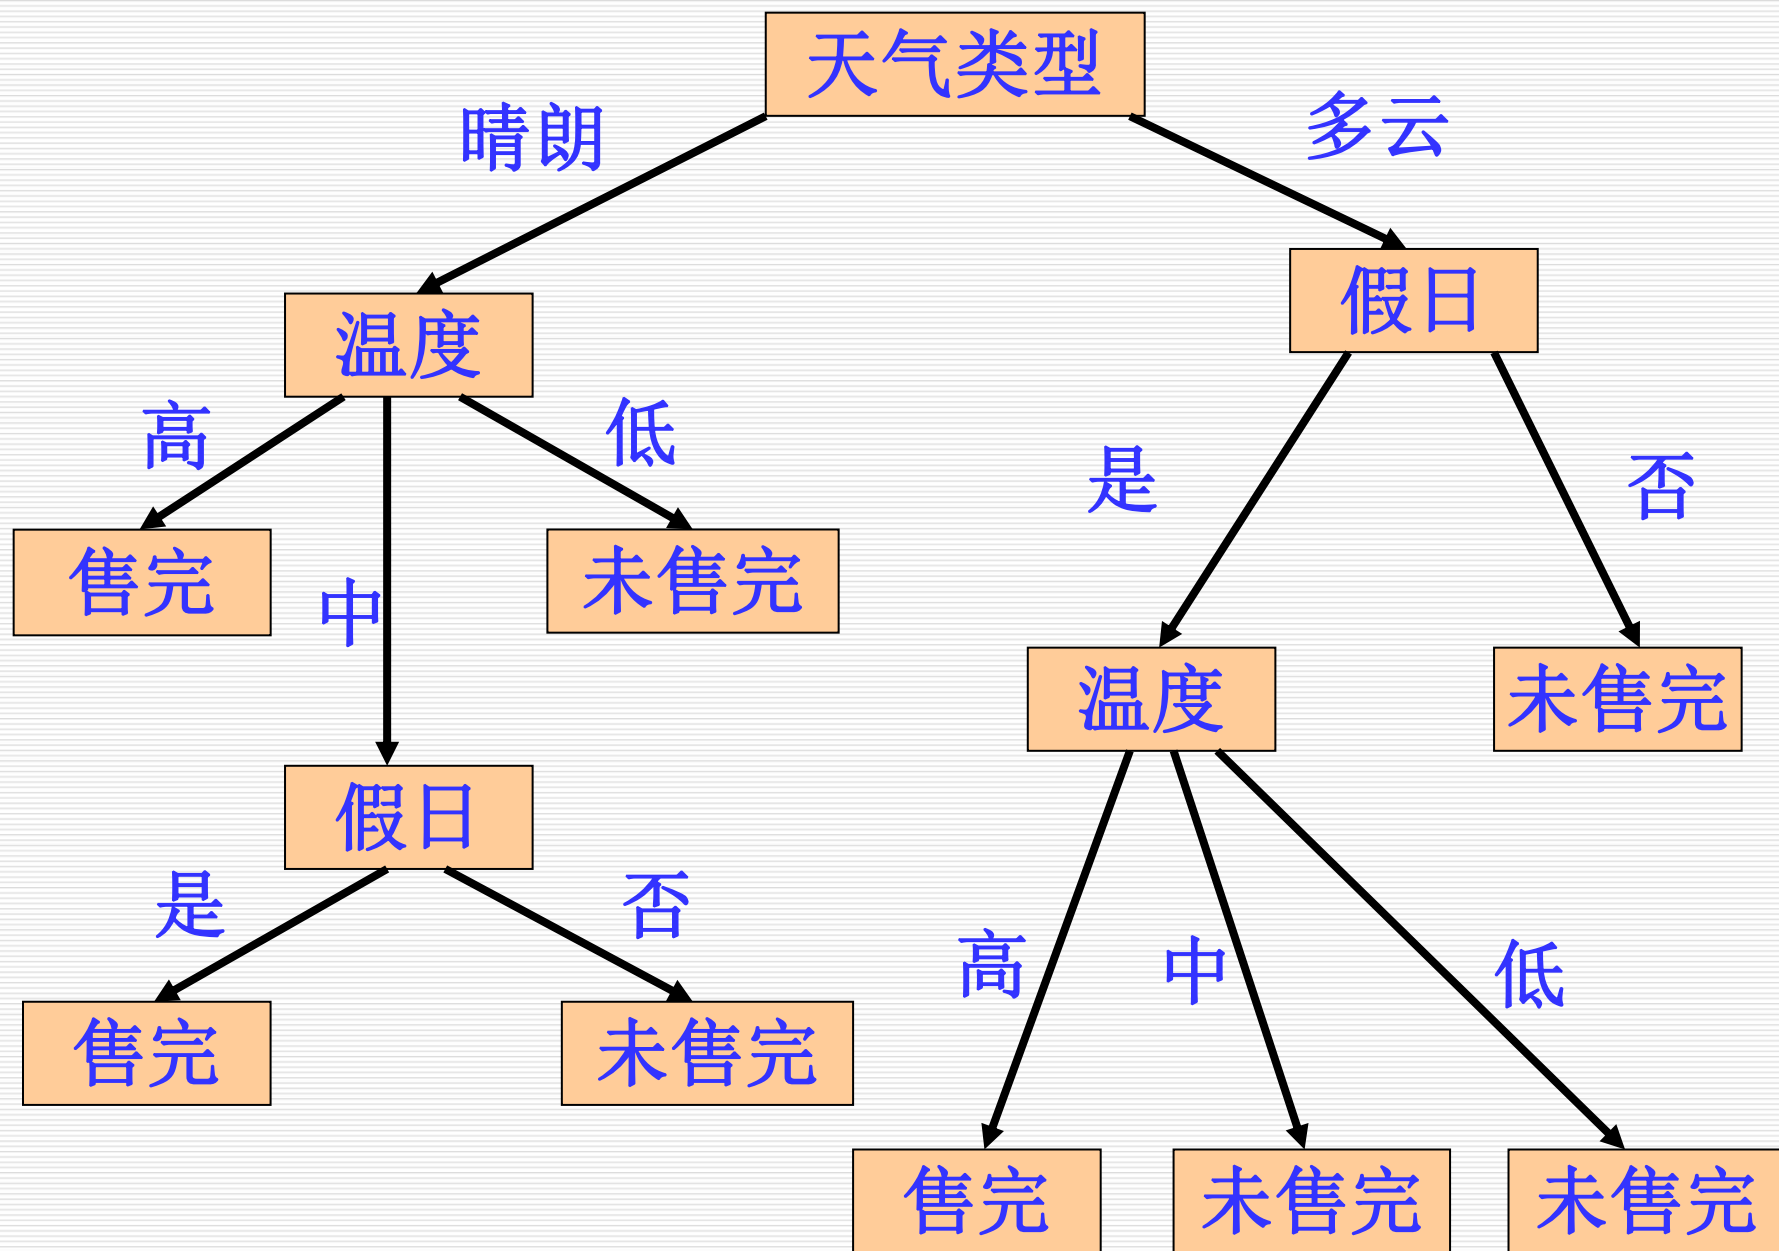 天气类型
晴朗
多云
假日
温度
高
低
是
否
售完
中
未售完
温度
未售完
假日
是
否
高
中
低
售完
未售完
售完
未售完
未售完